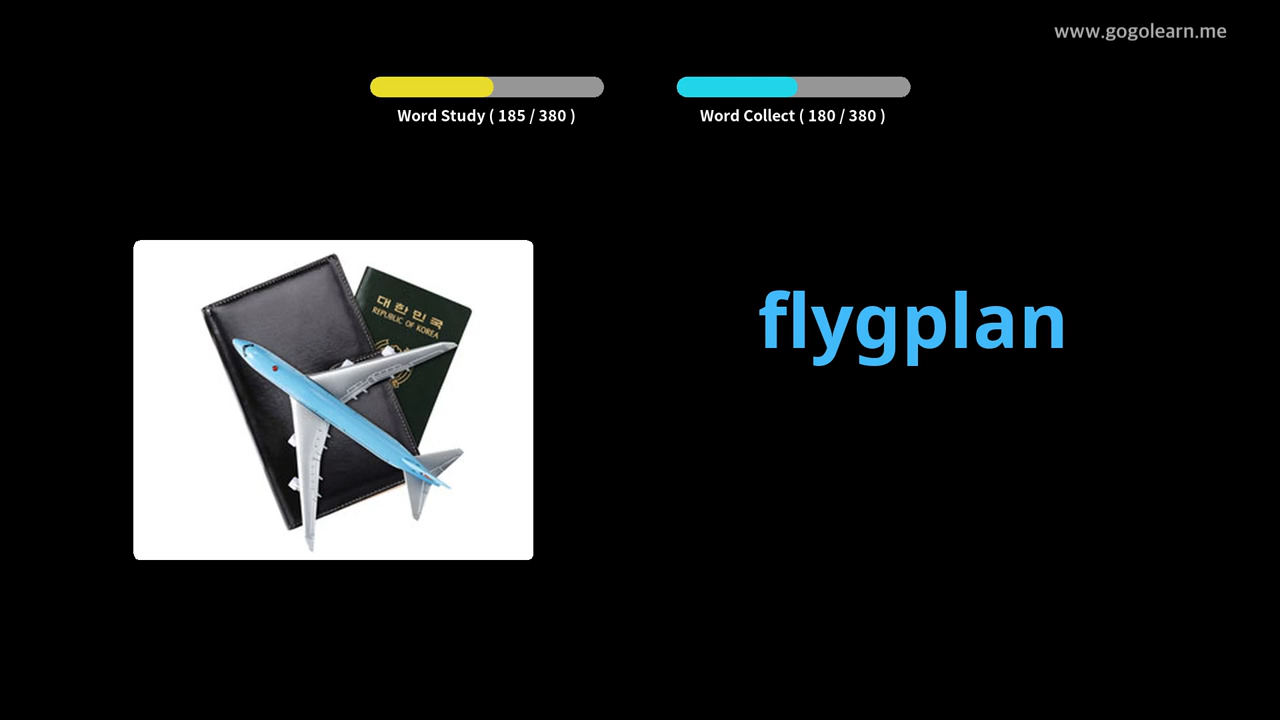 www.gogolearn.me
Word Study ( 185 / 380 )
Word Collect ( 180 / 380 )
대한민국
REPUBLIC OF KOREA
flygplan